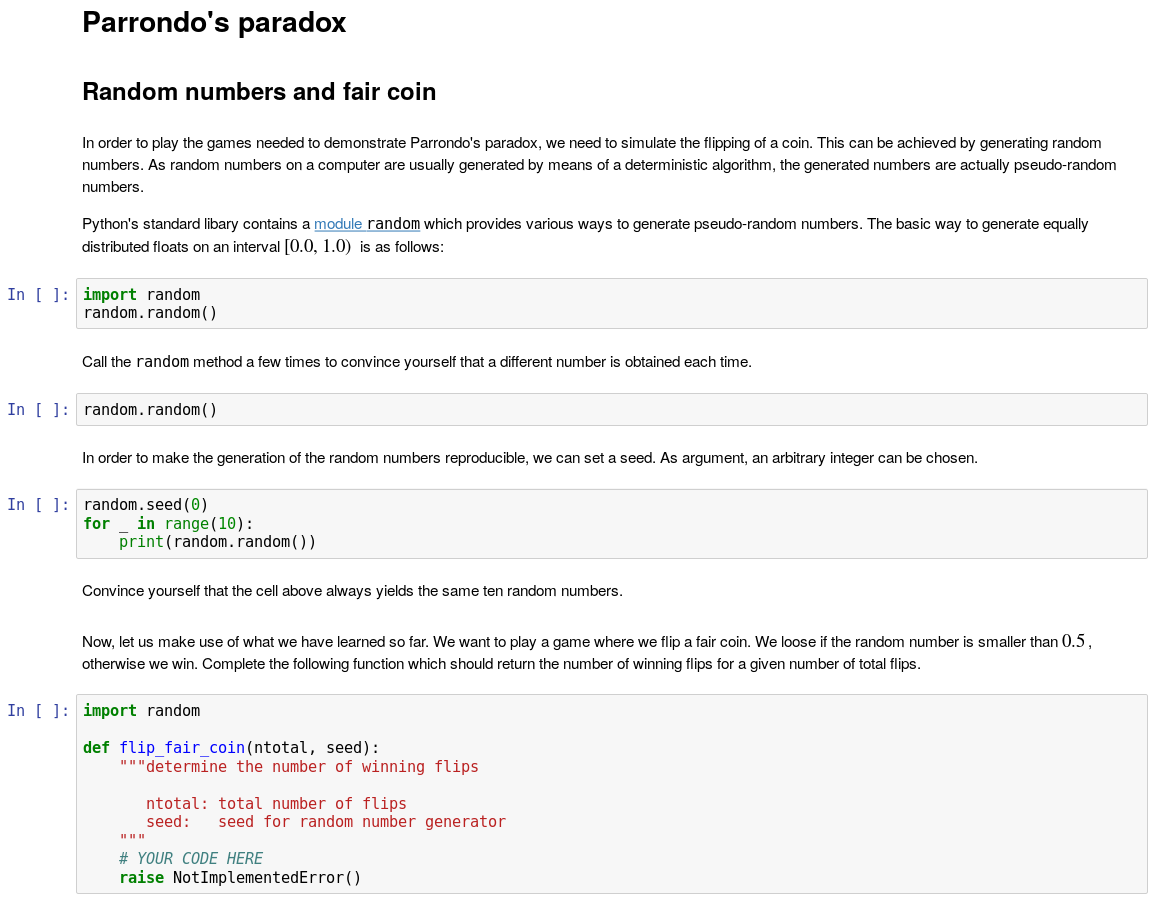 Parrondo's paradox
Random numbers and fair coin
In order to play the games needed to demonstrate Parrondo's paradox, we need to simulate the flipping of a coin. This can be achieved by generating random
numbers. As random numbers on a computer are usually generated by means of a deterministic algorithm, the generated numbers are actually pseudo-random
numbers.
Python's standard libary contains a module random which provides various ways to generate pseudo-random numbers. The basic way to generate equally
distributed floats on an interval [0.0, 1.0) is as follows:
In [ ]: import random
random.random()
Call the random method a few times to convince yourself that a different number is obtained each time.
In [ ]: random.random()
In order to make the generation of the random numbers reproducible, we can set a seed. As argument, an arbitrary integer can be chosen.
In [ ]: random.seed(0)
for _ in range(10):
    print(random.random())
Convince yourself that the cell above always yields the same ten random numbers.
Now, let us make use of what we have learned so far. We want to play a game where we flip a fair coin. We loose if the random number is smaller than 0.5 ,
otherwise we win. Complete the following function which should return the number of winning flips for a given number of total flips.
In [ ]: import random
def flip_fair_coin(ntotal, seed):
    """determine the number of winning flips
       ntotal: total number of flips
       seed:   seed for random number generator
    """
    # YOUR CODE HERE
    raise NotImplementedError()